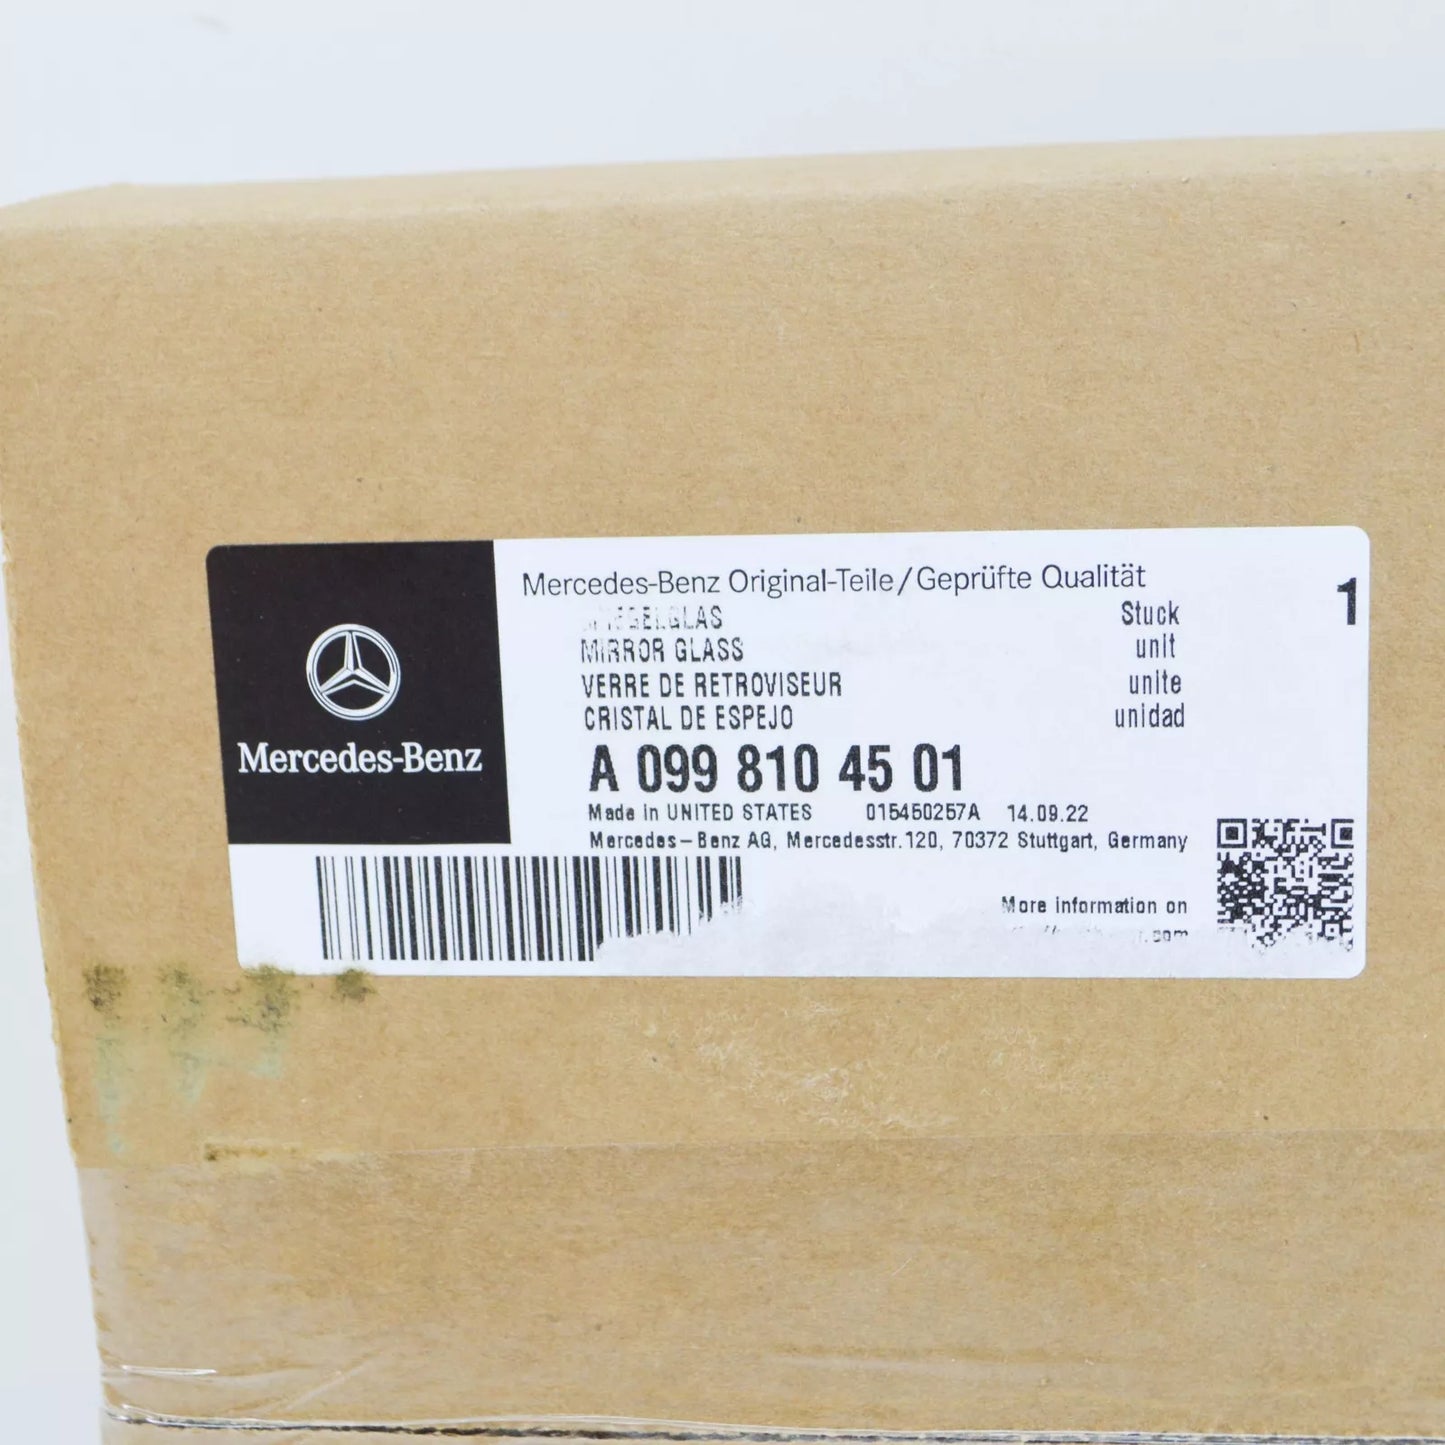 Mercedes-Benz Original-Teile/Geprüfte Qualität
1
Stuck
MIRROR GLASS unit
VERRE DE RETROVISEUR unite
CRISTAL DE ESPEJO unidad
Mercedes-Benz
A 099 810 45 01
Made in UNITED STATES 015450257A 14.09.22
Mercedes-Benz AG, Mercedesstr.120, 70372 Stuttgart, Germany
More information on